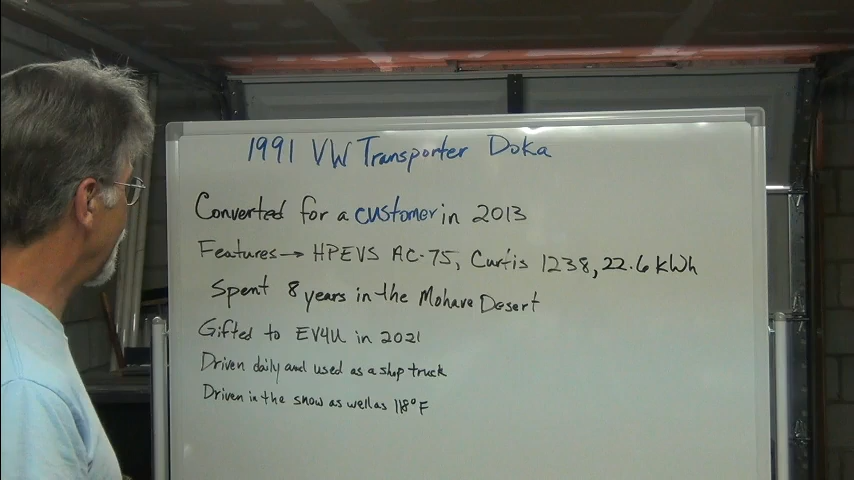 1991 VW Transporter Doka
Converted for a customer in 2013
Features → HPEVS AC-75, Curtis 1238, 22.6 kWh
Spent 8 years in the Mohave Desert
Gifted to EV4U in 2021
Driven daily and used as a shop truck
Driven in the snow as well as 118°F